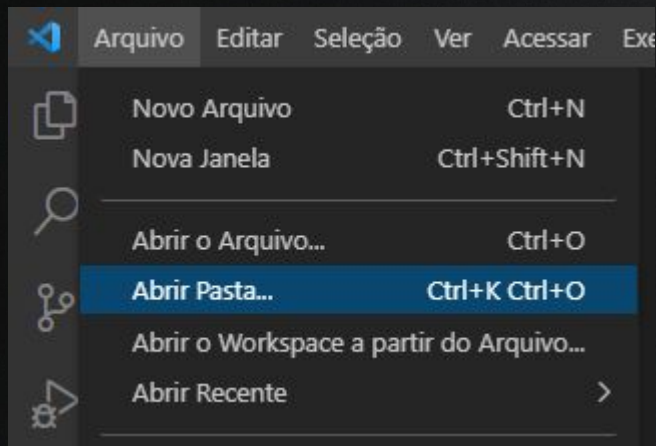 Arquivo Editar Seleção Ver Acessar Exe
Novo Arquivo Ctrl+N
Nova Janela Ctrl+Shift+N
Abrir o Arquivo... Ctrl+O
Abrir Pasta... Ctrl+K Ctrl+O
Abrir o Workspace a partir do Arquivo...
Abrir Recente